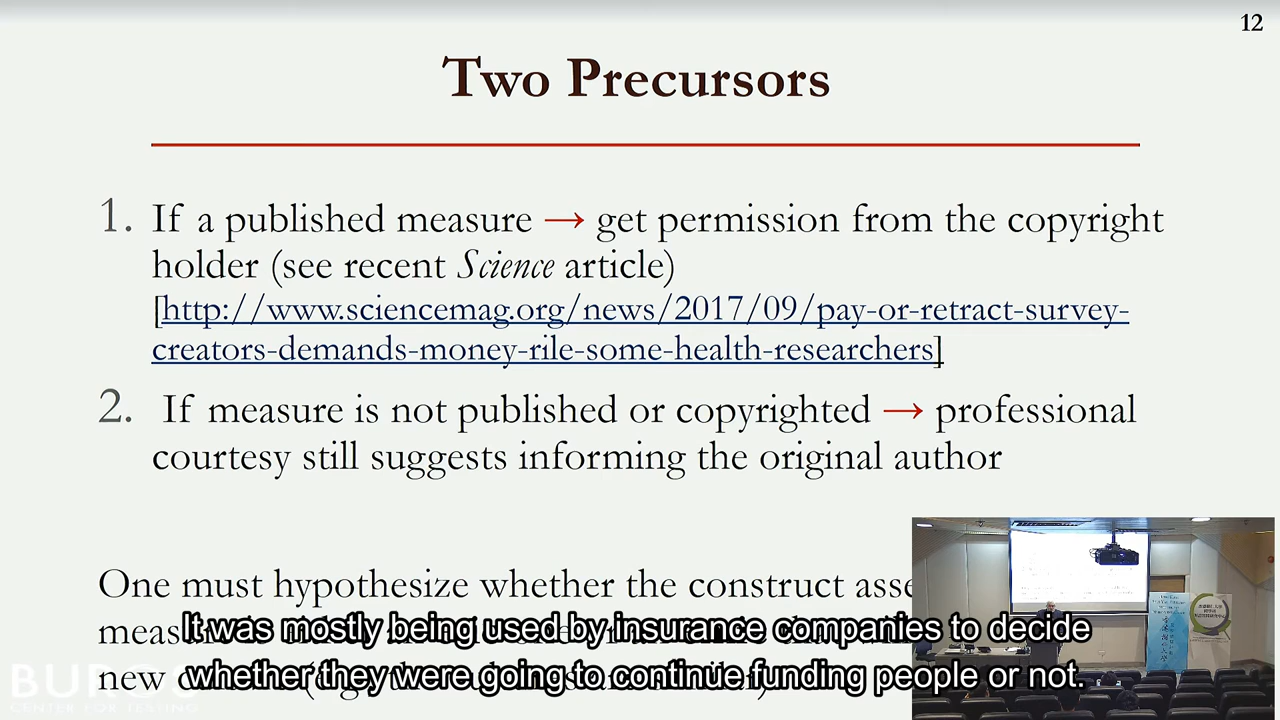 12
Two Precursors
1. If a published measure → get permission from the copyright
holder (see recent Science article)
[http://www.sciencemag.org/news/2017/09/pay-or-retract-survey-
creators-demands-money-rile-some-health-researchers]
2. If measure is not published or copyrighted → professional
courtesy still suggests informing the original author
One must hypothesize whether the construct
It was mostly being used by insurance companies to decide
new
whether they were going to continue funding people or not.
BUROS
CENTER FOR TESTING